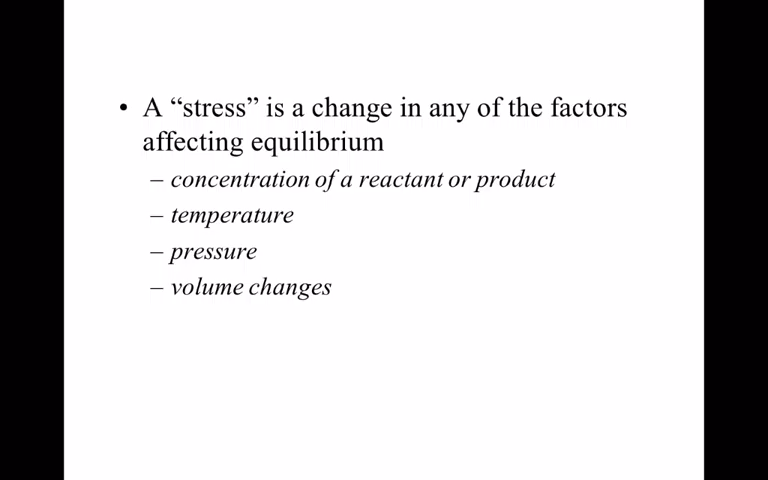 • A “stress” is a change in any of the factors
affecting equilibrium
– concentration of a reactant or product
– temperature
– pressure
– volume changes